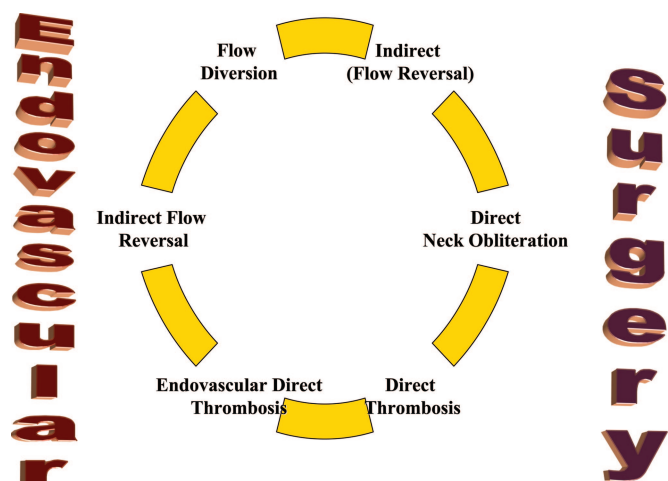 Endovascular
Flow
Diversion
Indirect
(Flow Reversal)
Indirect Flow
Reversal
Direct
Neck Obliteration
Endovascular Direct
Thrombosis
Direct
Thrombosis
Surgery